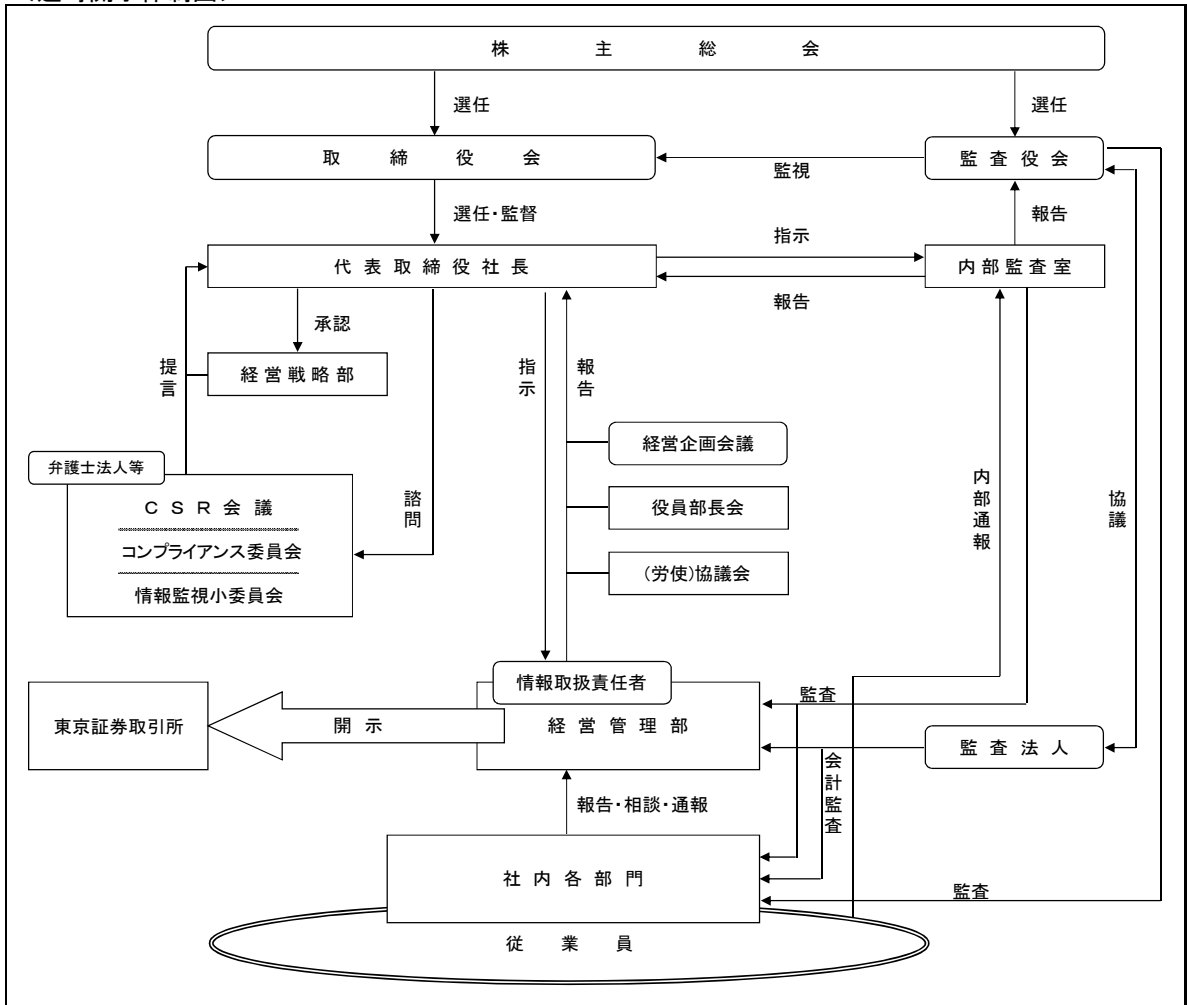 株主総会
選任
選任
取締役会
監査役会
監視
選任・監督
報告
指示
代表取締役社長
内部監査室
報告
承認
提言
経営戦略部
指示
報告
経営企画会議
弁護士法人等
CSR会議
諮問
役員部長会
内部通報
協議
コンプライアンス委員会
(労使)協議会
情報監視小委員会
情報取扱責任者
監査
東京証券取引所
開示
経営管理部
監査法人
会計監査
報告・相談・通報
社内各部門
監査
従業員